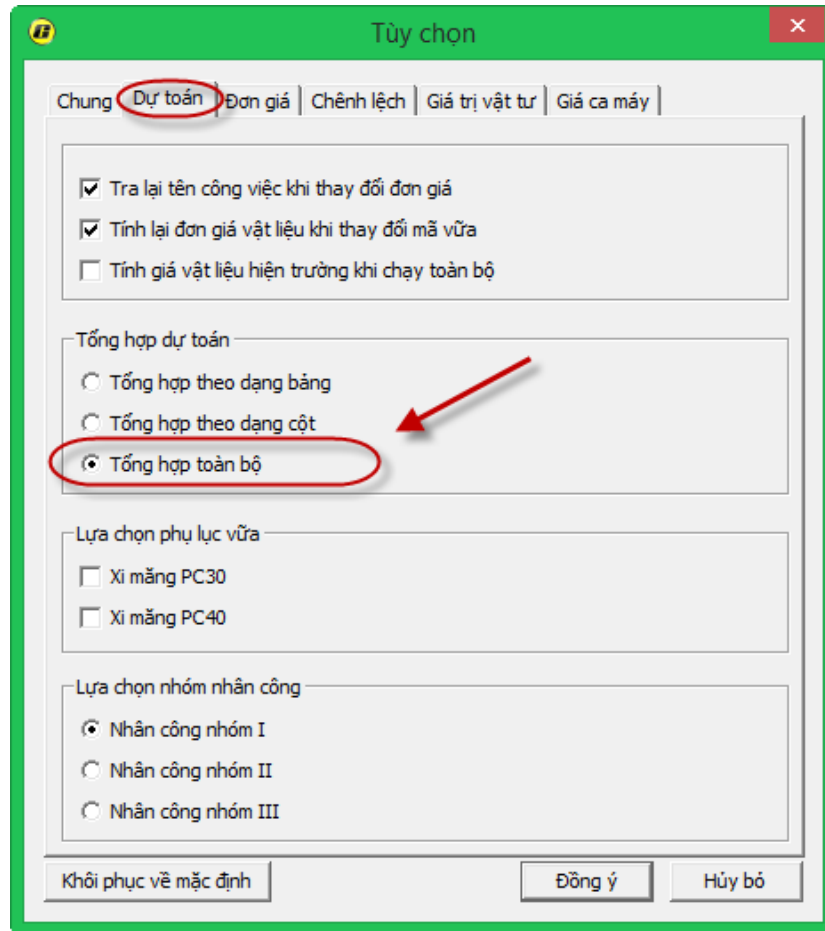 Tùy chọn
Chung Dự toán Đơn giá Chênh lệch Giá trị vật tư Giá ca máy
Tra lại tên công việc khi thay đổi đơn giá
Tính lại đơn giá vật liệu khi thay đổi mã vữa
Tính giá vật liệu hiện trường khi chạy toàn bộ
Tổng hợp dự toán
Tổng hợp theo dạng bảng
Tổng hợp theo dạng cột
Tổng hợp toàn bộ
Lựa chọn phụ lục vữa
Xi măng PC30
Xi măng PC40
Lựa chọn nhóm nhân công
Nhân công nhóm I
Nhân công nhóm II
Nhân công nhóm III
Khôi phục về mặc định Đồng ý Hủy bỏ